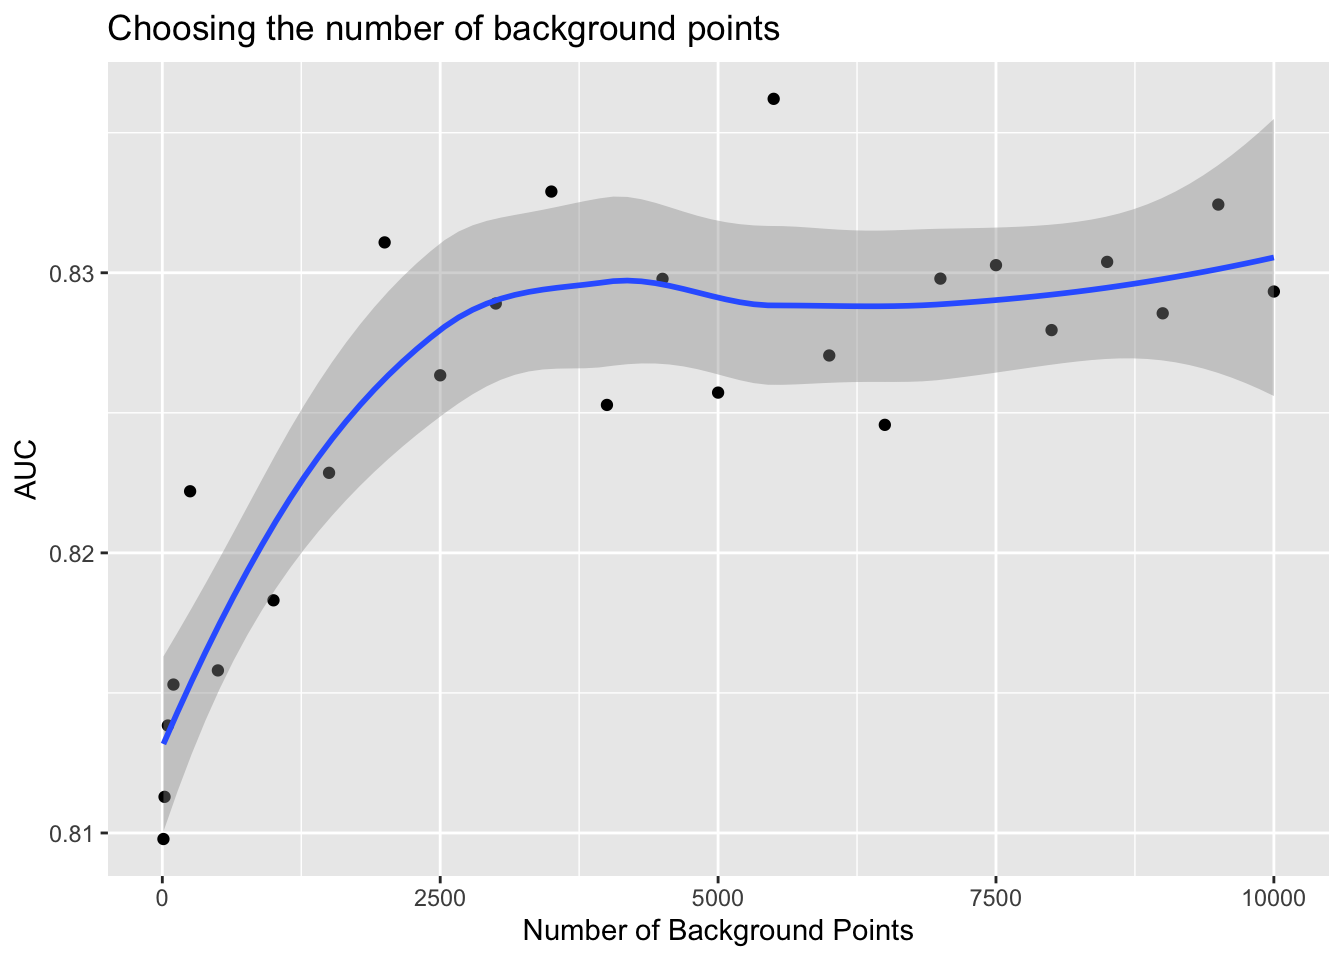 Choosing the number of background points
0.83
0.82
0.81
AUC
0 2500 5000 7500 10000
Number of Background Points